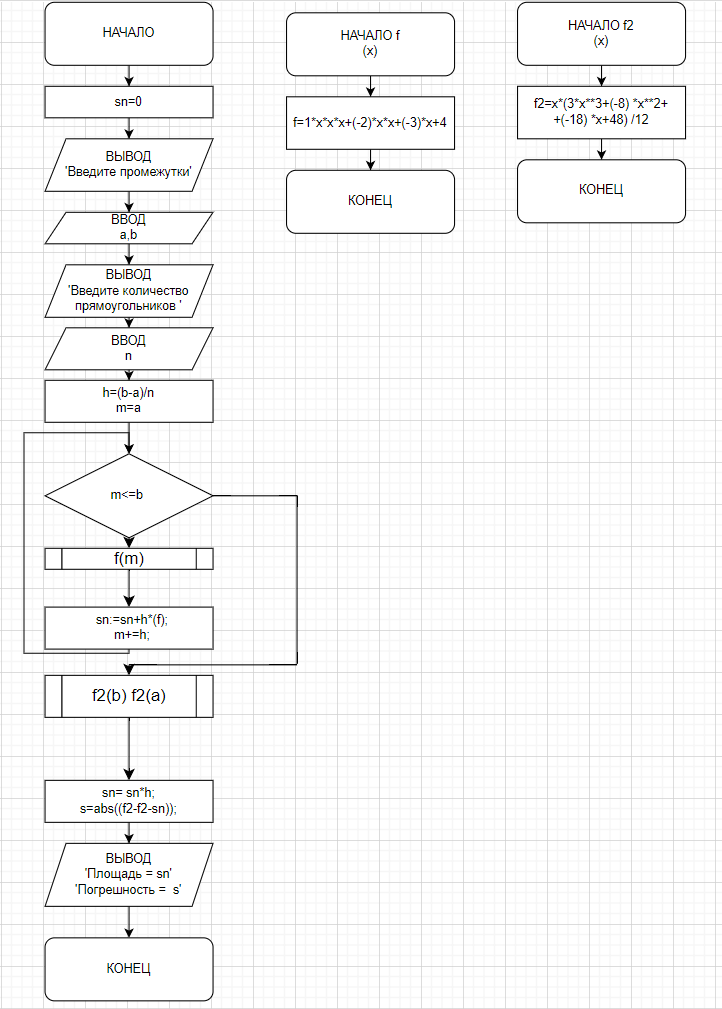 НАЧАЛО
sn=0
ВЫВОД
'Введите промежутки'
ВВОД
a,b
ВЫВОД
'Введите количество
прямоугольников '
ВВОД
n
h=(b-a)/n
m=a
m<=b
f(m)
sn:=sn+h*(f);
m+=h;
f2(b) f2(a)
sn= sn*h;
s=abs((f2-f2-sn));
ВЫВОД
'Площадь = sn'
'Погрешность =  s'
КОНЕЦ
НАЧАЛО f
(x)
f=1*x*x*x+(-2)*x*x+(-3)*x+4
КОНЕЦ
НАЧАЛО f2
(x)
f2=x*(3*x**3+(-8) *x**2+
+(-18) *x+48) /12
КОНЕЦ